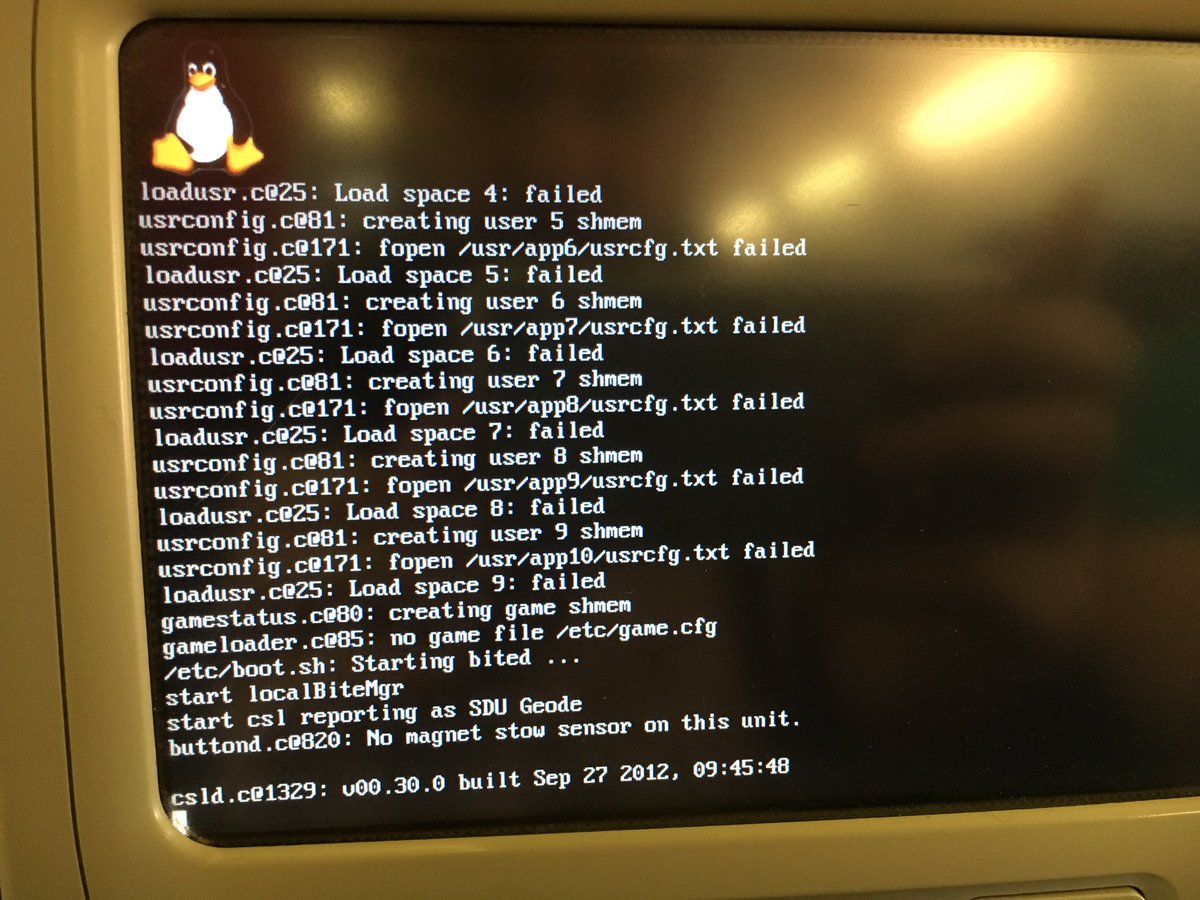 loadusr.c@25: Load space 4: failed
usrconfig.c@81: creating user 5 shmem
usrconfig.c@171: fopen /usr/app6/usrcfg.txt failed
loadusr.c@25: Load space 5: failed
usrconfig.c@81: creating user 6 shmem
usrconfig.c@171: fopen /usr/app7/usrcfg.txt failed
loadusr.c@25: Load space 6: failed
usrconfig.c@81: creating user 7 shmem
usrconfig.c@171: fopen /usr/app8/usrcfg.txt failed
loadusr.c@25: Load space 7: failed
usrconfig.c@81: creating user 8 shmem
usrconfig.c@171: fopen /usr/app9/usrcfg.txt failed
loadusr.c@25: Load space 8: failed
usrconfig.c@81: creating user 9 shmem
usrconfig.c@171: fopen /usr/app10/usrcfg.txt failed
loadusr.c@25: Load space 9: failed
gamestatus.c@80: creating game shmem
gameloader.c@85: no game file /etc/game.cfg
/etc/boot.sh: Starting bited ...
start localBiteMgr
start csl reporting as SDU Geode
buttond.c@820: No magnet stow sensor on this unit.
csld.c@1329: v00.30.0 built Sep 27 2012, 09:45:48